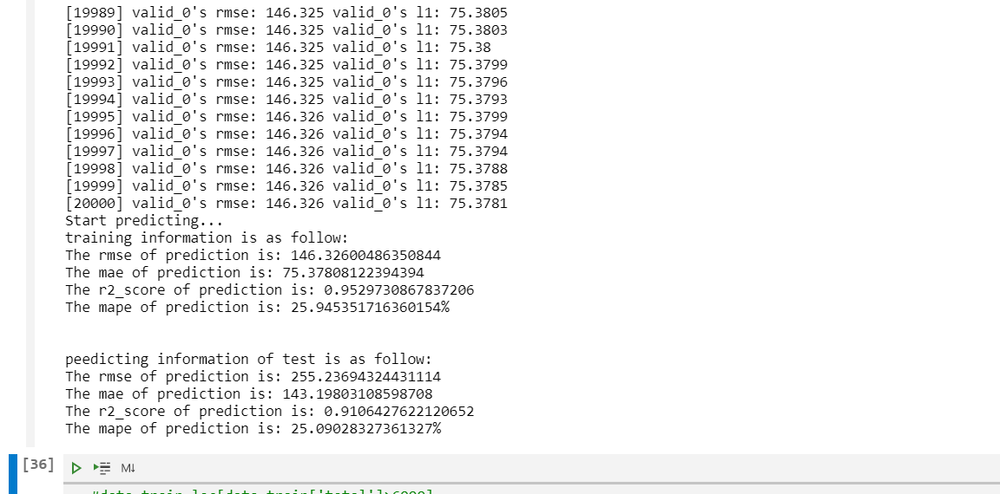 [19989] valid_0's rmse: 146.325 valid_0's l1: 75.3805
[19990] valid_0's rmse: 146.325 valid_0's l1: 75.3803
[19991] valid_0's rmse: 146.325 valid_0's l1: 75.38
[19992] valid_0's rmse: 146.325 valid_0's l1: 75.3799
[19993] valid_0's rmse: 146.325 valid_0's l1: 75.3796
[19994] valid_0's rmse: 146.325 valid_0's l1: 75.3793
[19995] valid_0's rmse: 146.326 valid_0's l1: 75.3799
[19996] valid_0's rmse: 146.326 valid_0's l1: 75.3794
[19997] valid_0's rmse: 146.326 valid_0's l1: 75.3794
[19998] valid_0's rmse: 146.326 valid_0's l1: 75.3788
[19999] valid_0's rmse: 146.326 valid_0's l1: 75.3785
[20000] valid_0's rmse: 146.326 valid_0's l1: 75.3781
Start predicting...
training information is as follow:
The rmse of prediction is: 146.32600486350844
The mae of prediction is: 75.37808122394394
The r2_score of prediction is: 0.9529730867837206
The mape of prediction is: 25.945351716360154%
peedicting information of test is as follow:
The rmse of prediction is: 255.23694324431114
The mae of prediction is: 143.19803108598708
The r2_score of prediction is: 0.9106427622120652
The mape of prediction is: 25.09028327361327%
[36] M↓